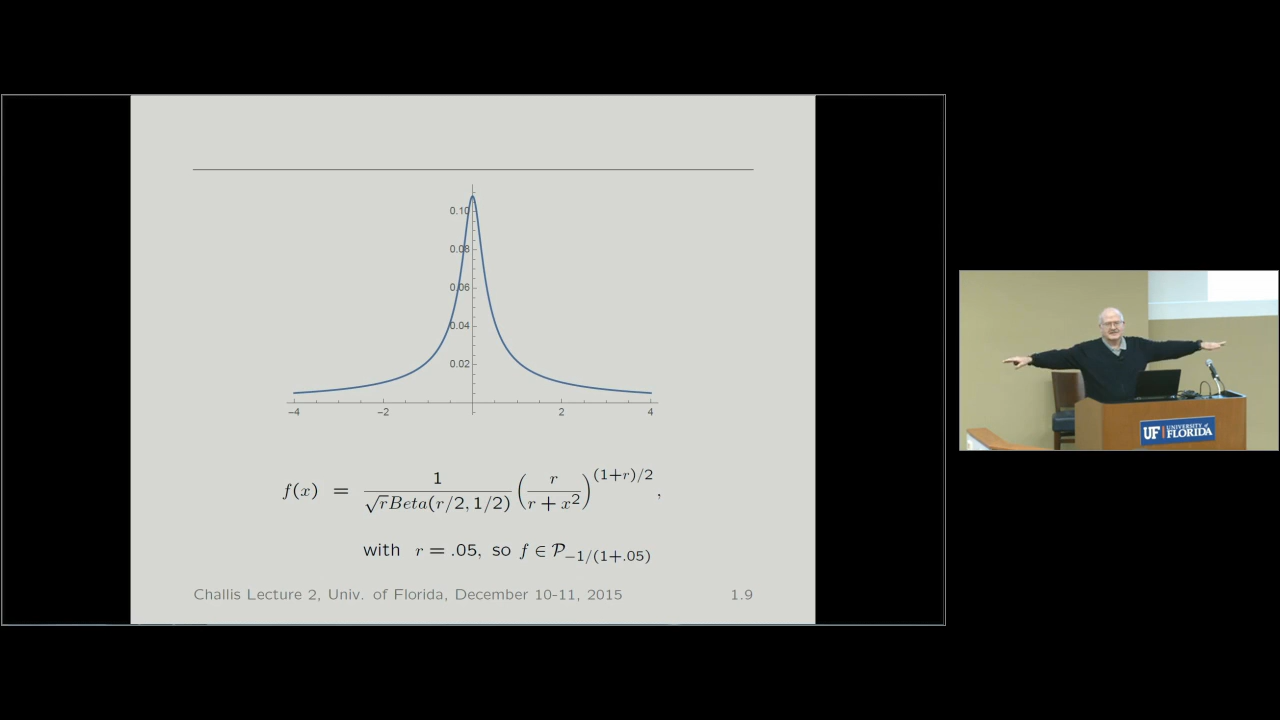 0.10
0.08
0.06
0.04
0.02
−4 −2 2 4
f(x) = 1/(√r Beta(r/2, 1/2)) (r/(r + x²))^((1+r)/2),
with r = .05, so f ∈ 𝒫_{−1/(1+.05)}
Challis Lecture 2, Univ. of Florida, December 10-11, 2015 1.9
UF UNIVERSITY of
FLORIDA